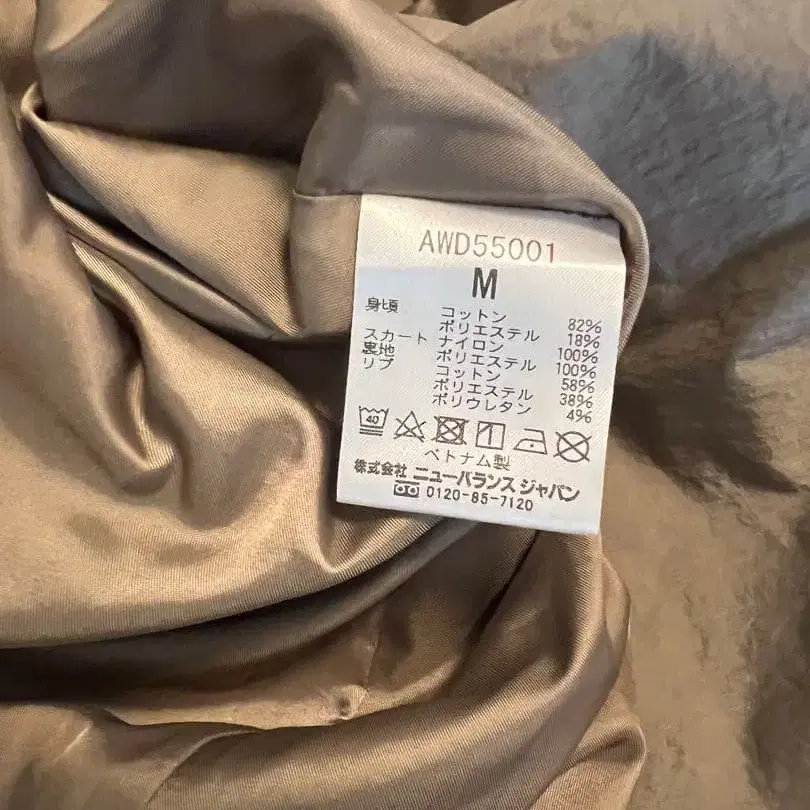 AWD55001
M
身頃 コットン 82%
ポリエステル 18%
スカート ナイロン 100%
裏地 ポリエステル 100%
リブ コットン 58%
ポリエステル 38%
ポリウレタン 4%
40
ベトナム製
株式会社 ニューバランス ジャパン
0120-85-7120